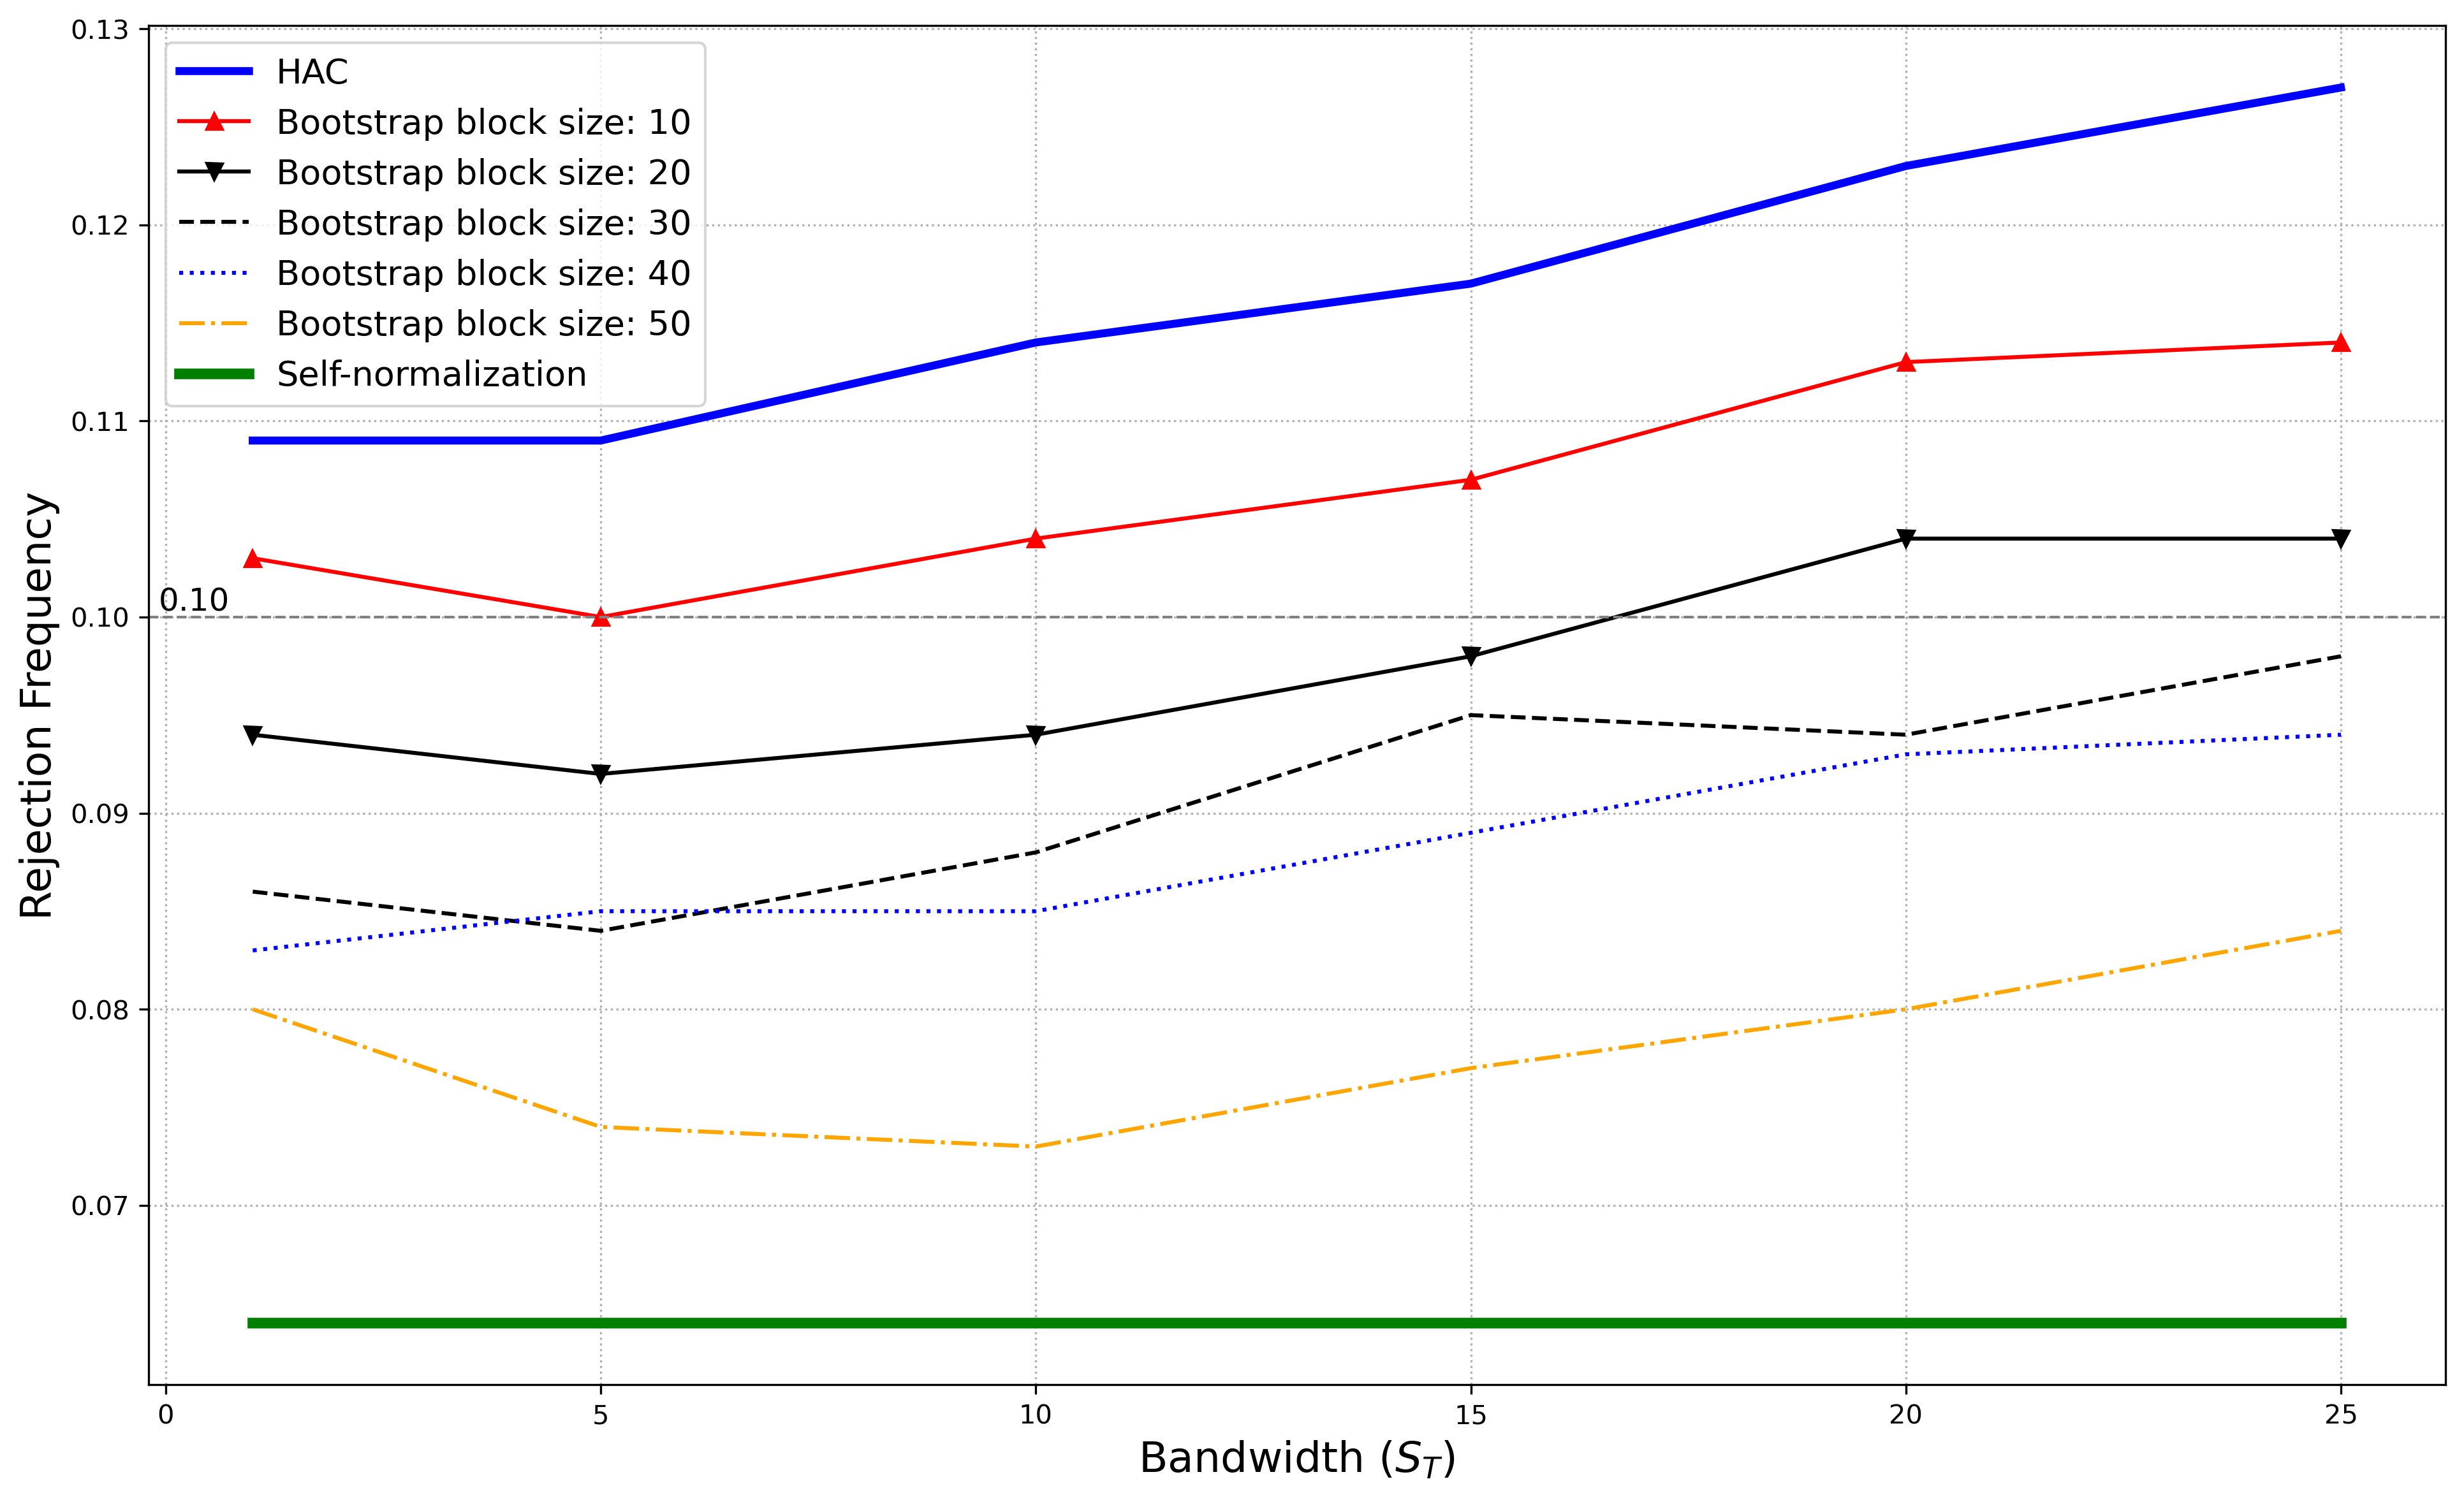 0.13
0.12
0.11
0.10
0.09
0.08
0.07
Rejection Frequency
HAC
Bootstrap block size: 10
Bootstrap block size: 20
Bootstrap block size: 30
Bootstrap block size: 40
Bootstrap block size: 50
Self-normalization
0.10
0 5 10 15 20 25
Bandwidth (S_T)